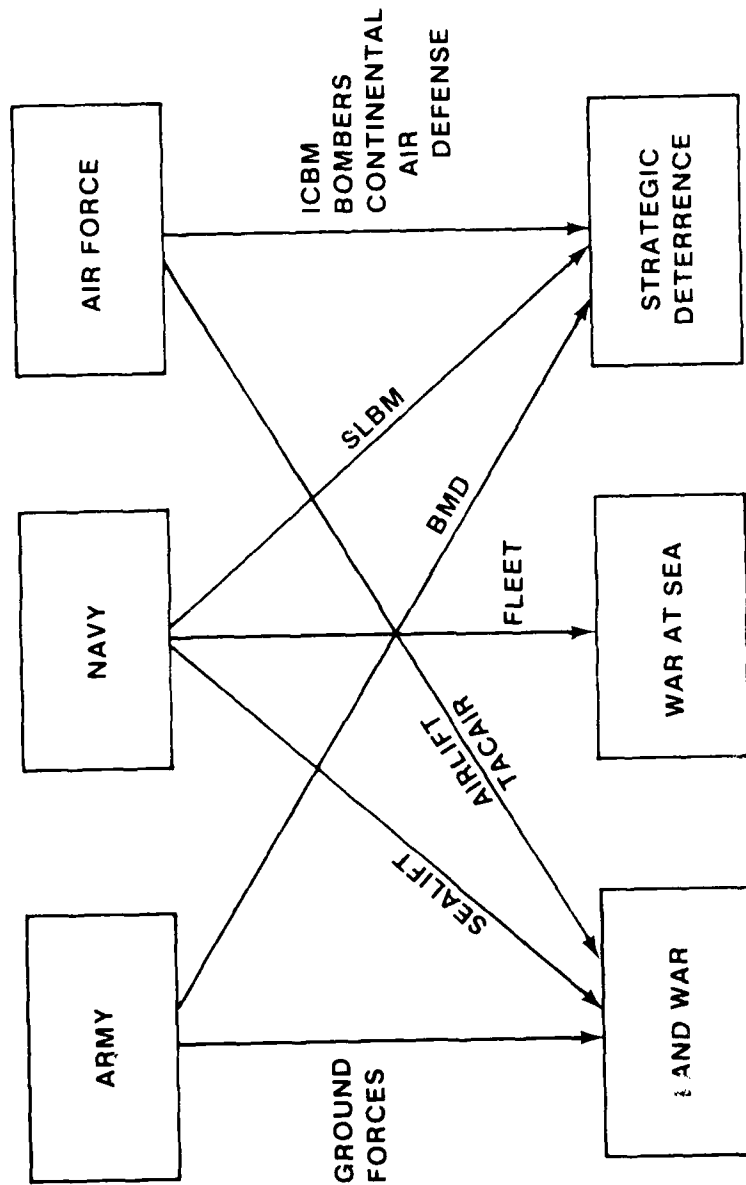 ARMY
NAVY
AIR FORCE
GROUND
FORCES
SEALIFT
AIRLIFT
TACAIR
FLEET
BMD
SLBM
ICBM
BOMBERS
CONTINENTAL
AIR
DEFENSE
LAND WAR
WAR AT SEA
STRATEGIC
DETERRENCE